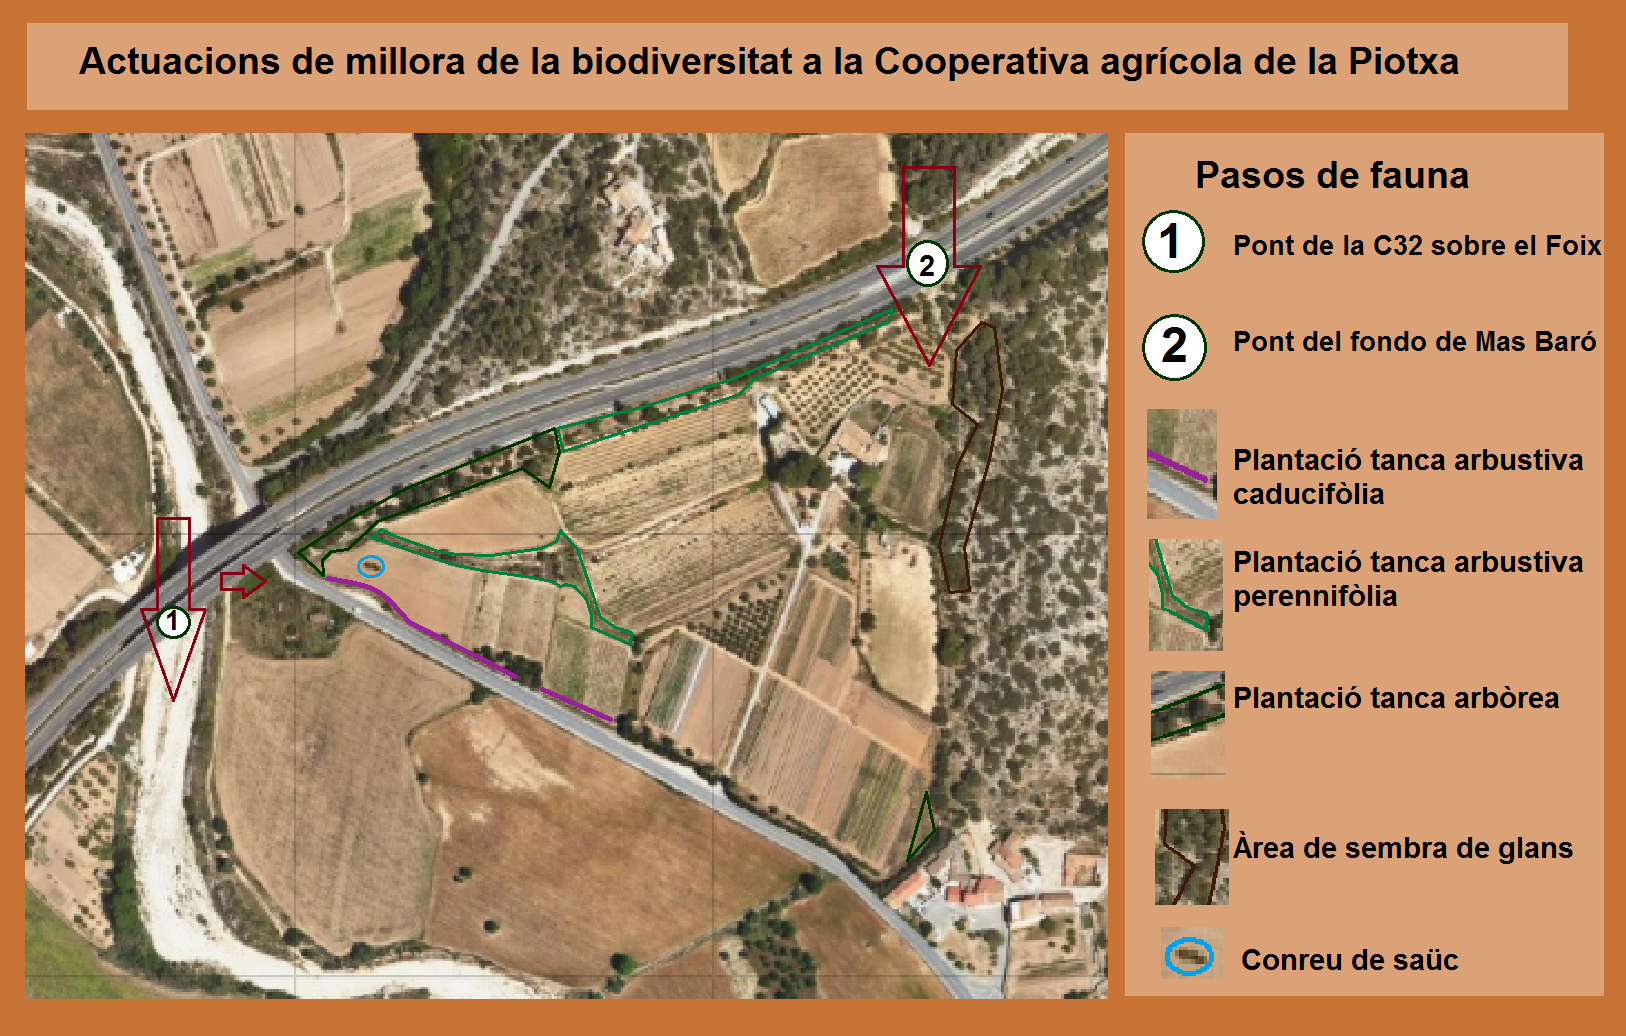 Actuacions de millora de la biodiversitat a la Cooperativa agrícola de la Piotxa
2
1
Pasos de fauna
1 Pont de la C32 sobre el Foix
2 Pont del fondo de Mas Baró
Plantació tanca arbustiva
caducifòlia
Plantació tanca arbustiva
perennifòlia
Plantació tanca arbòrea
Àrea de sembra de glans
Conreu de saüc